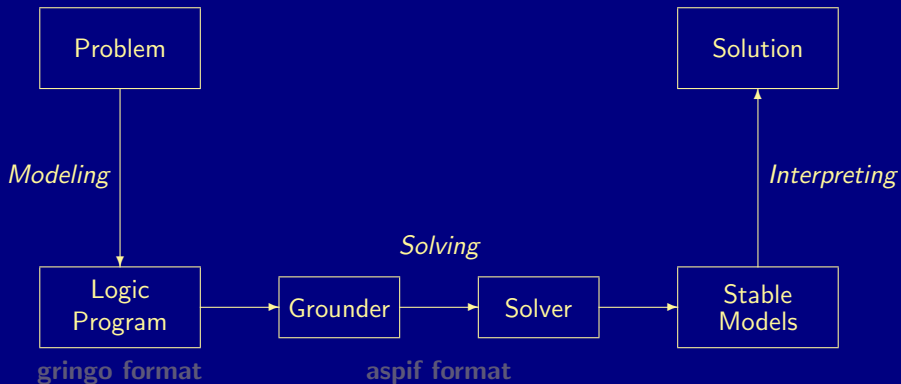 Problem
Solution
Modeling
Interpreting
Solving
Logic
Program
Grounder
Solver
Stable
Models
gringo format
aspif format